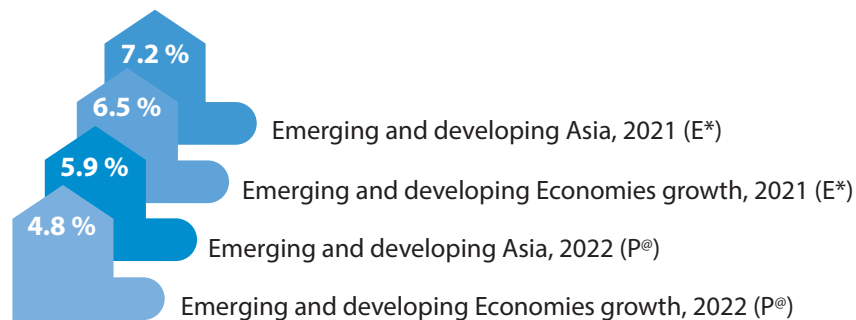 7.2 %
6.5 %
Emerging and developing Asia, 2021 (E*)
5.9 %
Emerging and developing Economies growth, 2021 (E*)
4.8 %
Emerging and developing Asia, 2022 (P@)
Emerging and developing Economies growth, 2022 (P@)